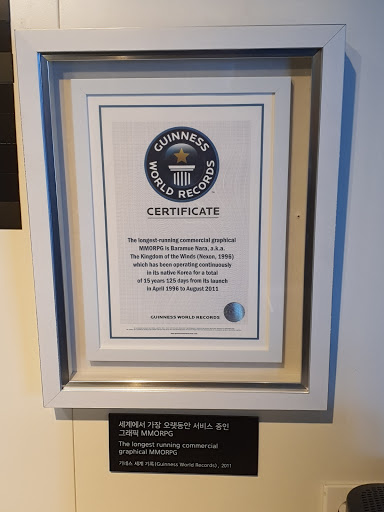 GUINNESS
WORLD RECORDS
CERTIFICATE
The longest-running commercial graphical
MMORPG is Baramue Nara, a.k.a.
The Kingdom of the Winds (Nexon, 1996)
which has been operating continuously
in its native Korea for a total
of 15 years 125 days from its launch
in April 1996 to August 2011
GUINNESS WORLD RECORDS
세계에서 가장 오랫동안 서비스 중인
그래픽 MMORPG
The longest running commercial
graphical MMORPG
기네스 세계 기록(Guinness World Records), 2011